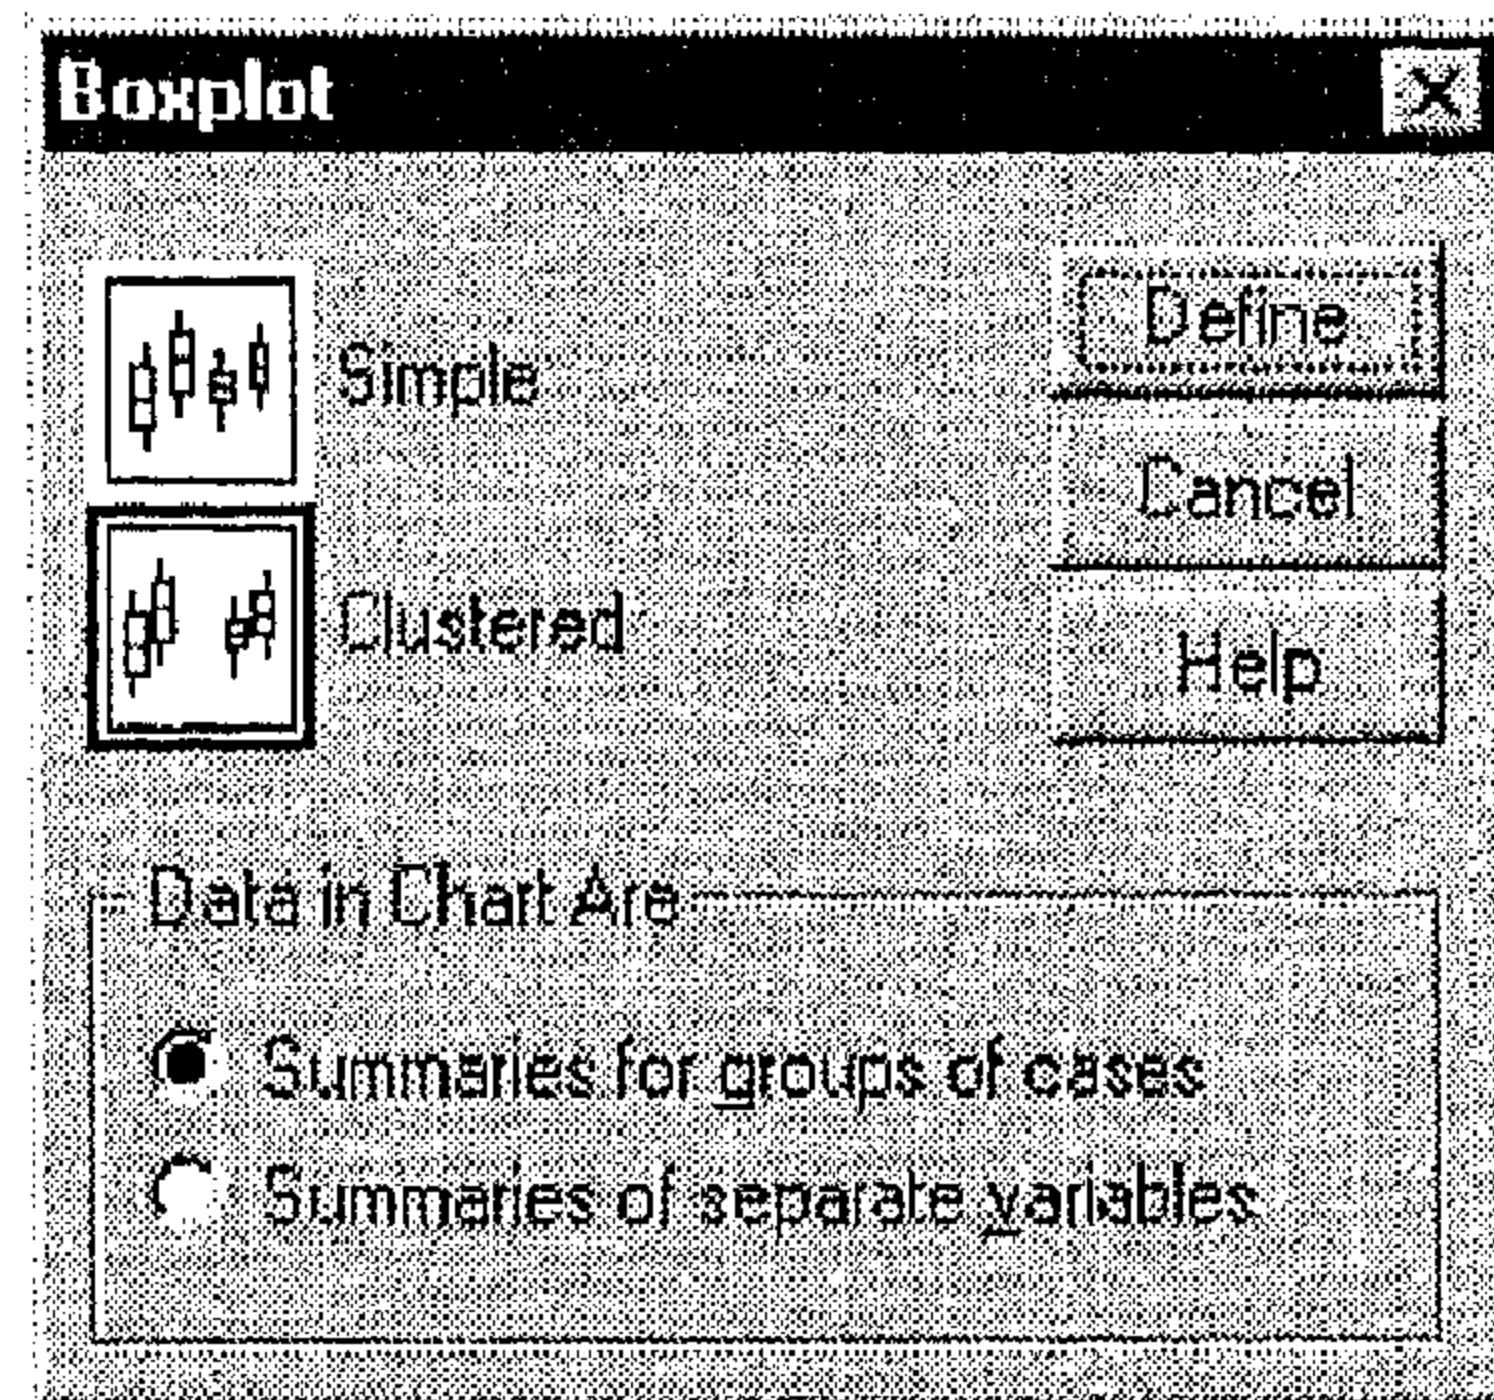 Boxplot
Simple
Define
Cancel
Clustered
Help
Data in Chart Are
Summaries for groups of cases
Summaries of separate variables